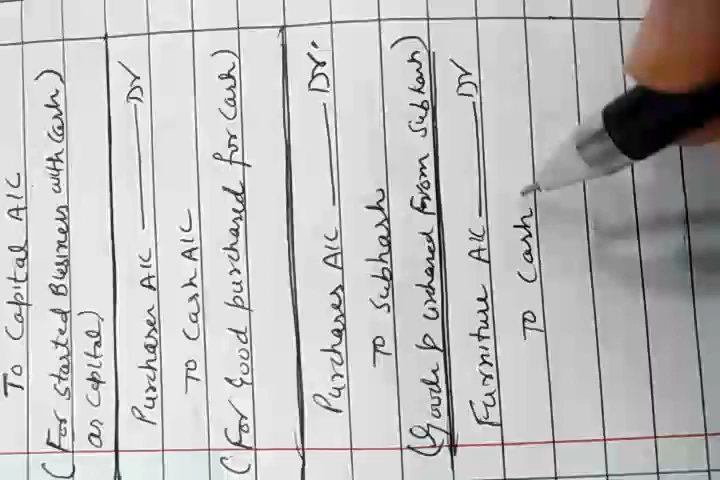 To Capital A/C
(For Started Business with Cash)
as Capital)
Purchases A/C ——— Dr
To Cash A/C
(For Good purchased for Cash)
Purchases A/C ——— Dr.
To Subhash
(Goods purchased From Subhash)
Furniture A/C ——— Dr
To Cash